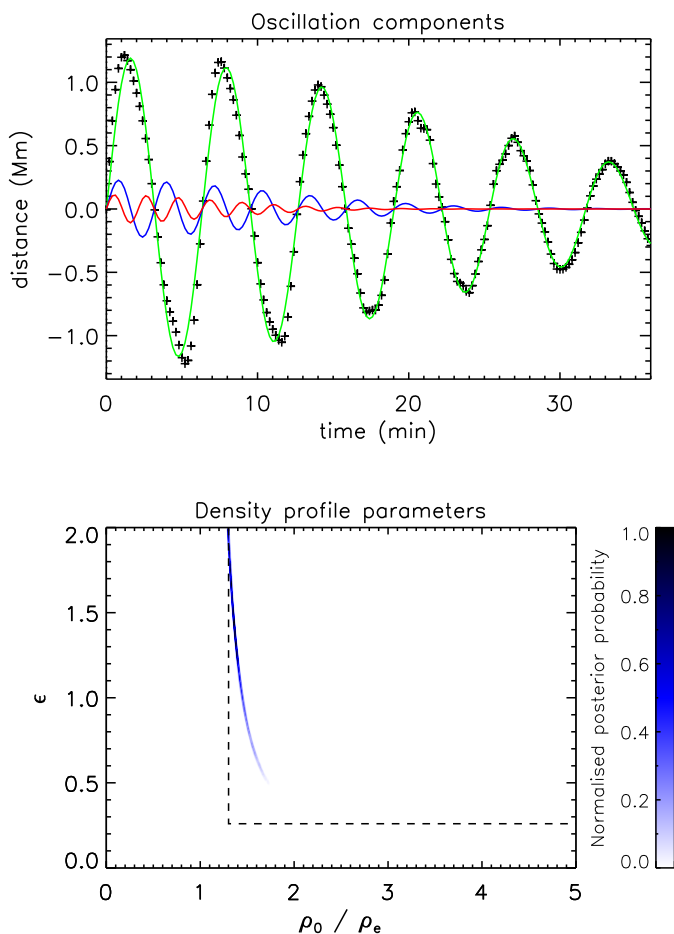 Oscillation components
1.0
0.5
0.0
−0.5
−1.0
distance (Mm)
0 10 20 30
time (min)
Density profile parameters
2.0
1.5
1.0
0.5
0.0
ϵ
0 1 2 3 4 5
ρ0 / ρe
1.0
0.8
0.6
0.4
0.2
0.0
Normalised posterior probability